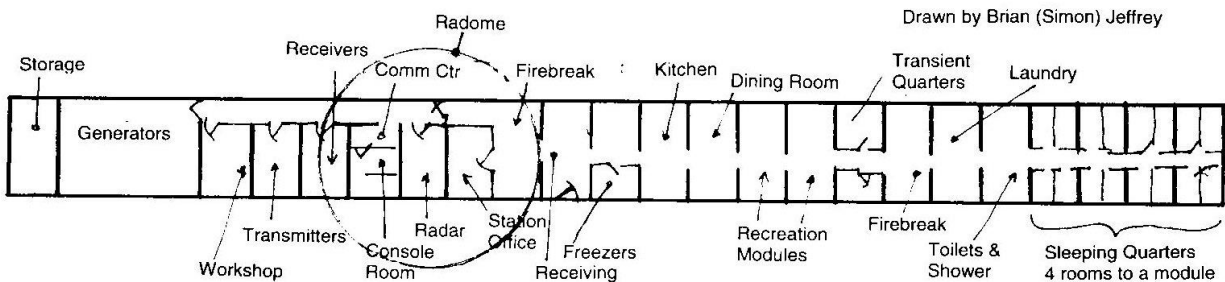 Drawn by Brian (Simon) Jeffrey
Radome
Storage
Receivers
Comm Ctr
Firebreak
Kitchen
Dining Room
Transient
Quarters
Laundry
Generators
Workshop
Transmitters
Console
Room
Radar
Station
Office
Receiving
Freezers
Recreation
Modules
Firebreak
Toilets &
Shower
Sleeping Quarters
4 rooms to a module